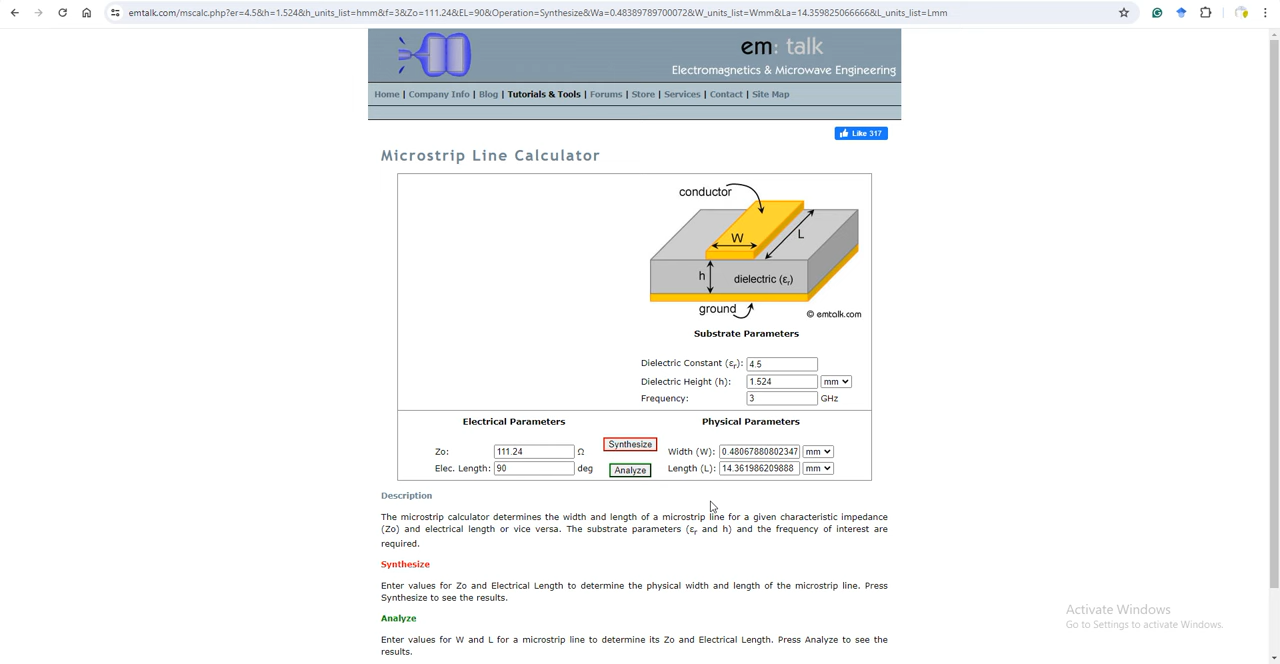 emtalk.com/mscalc.php?er=4.5&h=1.524&h_units_list=hmm&f=3&Zo=111.24&EL=90&Operation=Synthesize&Wa=0.48389789700072&W_units_list=Wmm&La=14.359825066666&L_units_list=Lmm
em: talk
Electromagnetics & Microwave Engineering
Home | Company Info | Blog | Tutorials & Tools | Forums | Store | Services | Contact | Site Map
Like 317
Microstrip Line Calculator
conductor
W
L
h
dielectric (εr)
ground
© emtalk.com
Substrate Parameters
Dielectric Constant (εr): 4.5
Dielectric Height (h): 1.524 mm
Frequency: 3 GHz
Electrical Parameters Physical Parameters
Synthesize
Zo: 111.24 Ω Width (W): 0.48067880802347 mm
Elec. Length: 90 deg Analyze Length (L): 14.361986209888 mm
Description
The microstrip calculator determines the width and length of a microstrip line for a given characteristic impedance
(Zo) and electrical length or vice versa. The substrate parameters (εr and h) and the frequency of interest are
required.
Synthesize
Enter values for Zo and Electrical Length to determine the physical width and length of the microstrip line. Press
Synthesize to see the results.
Analyze
Enter values for W and L for a microstrip line to determine its Zo and Electrical Length. Press Analyze to see the
results.
Activate Windows
Go to Settings to activate Windows.